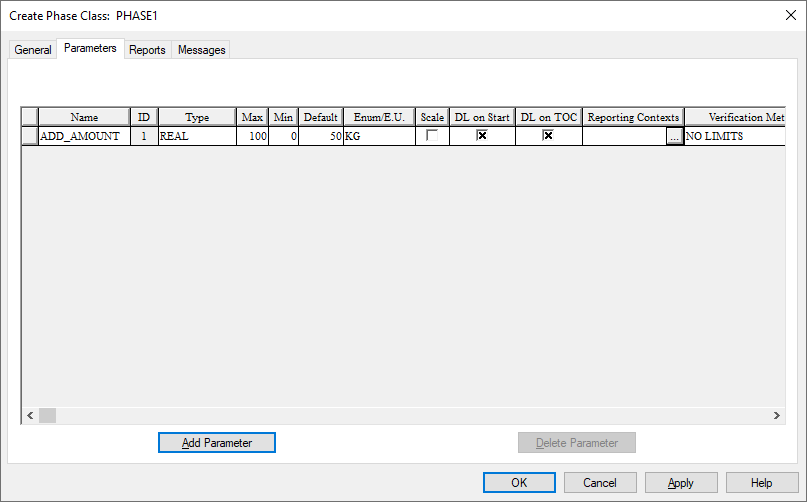 Create Phase Class: PHASE1
General Parameters Reports Messages
Name ID Type Max Min Default Enum/E.U. Scale DL on Start DL on TOC Reporting Contexts Verification Met
ADD_AMOUNT 1 REAL 100 0 50 KG ... NO LIMITS
Add Parameter Delete Parameter
OK Cancel Apply Help